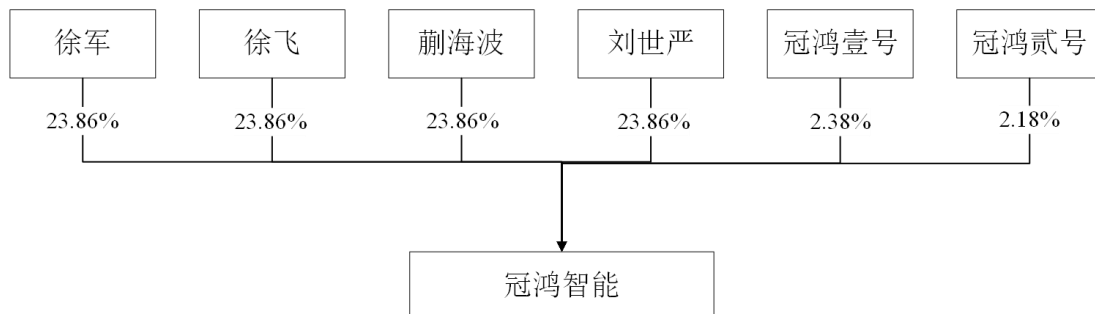 徐军
徐飞
蒯海波
刘世严
冠鸿壹号
冠鸿贰号
23.86%
23.86%
23.86%
23.86%
2.38%
2.18%
冠鸿智能